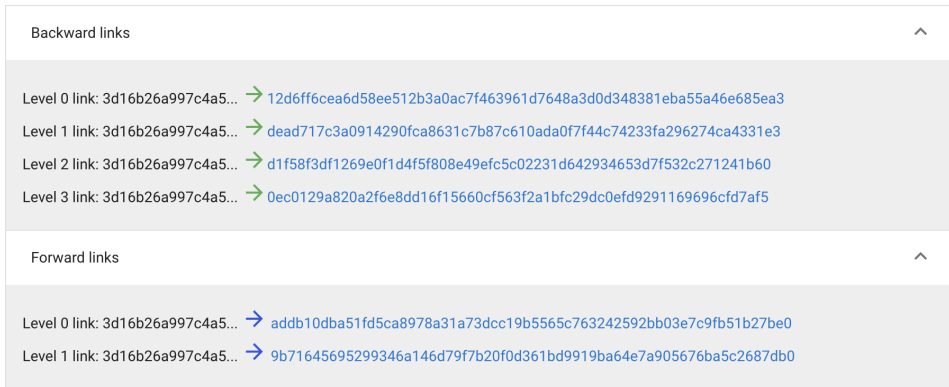 Backward links
Level 0 link: 3d16b26a997c4a5... → 12d6ff6cea6d58ee512b3a0ac7f463961d7648a3d0d348381eba55a46e685ea3
Level 1 link: 3d16b26a997c4a5... → dead717c3a0914290fca8631c7b87c610ada0f7f44c74233fa296274ca4331e3
Level 2 link: 3d16b26a997c4a5... → d1f58f3df1269e0f1d4f5f808e49efc5c02231d642934653d7f532c271241b60
Level 3 link: 3d16b26a997c4a5... → 0ec0129a820a2f6e8dd16f15660cf563f2a1bfc29dc0efd9291169696cfd7af5
Forward links
Level 0 link: 3d16b26a997c4a5... → addb10dba51fd5ca8978a31a73dcc19b5565c763242592bb03e7c9fb51b27be0
Level 1 link: 3d16b26a997c4a5... → 9b71645695299346a146d79f7b20f0d361bd9919ba64e7a905676ba5c2687db0